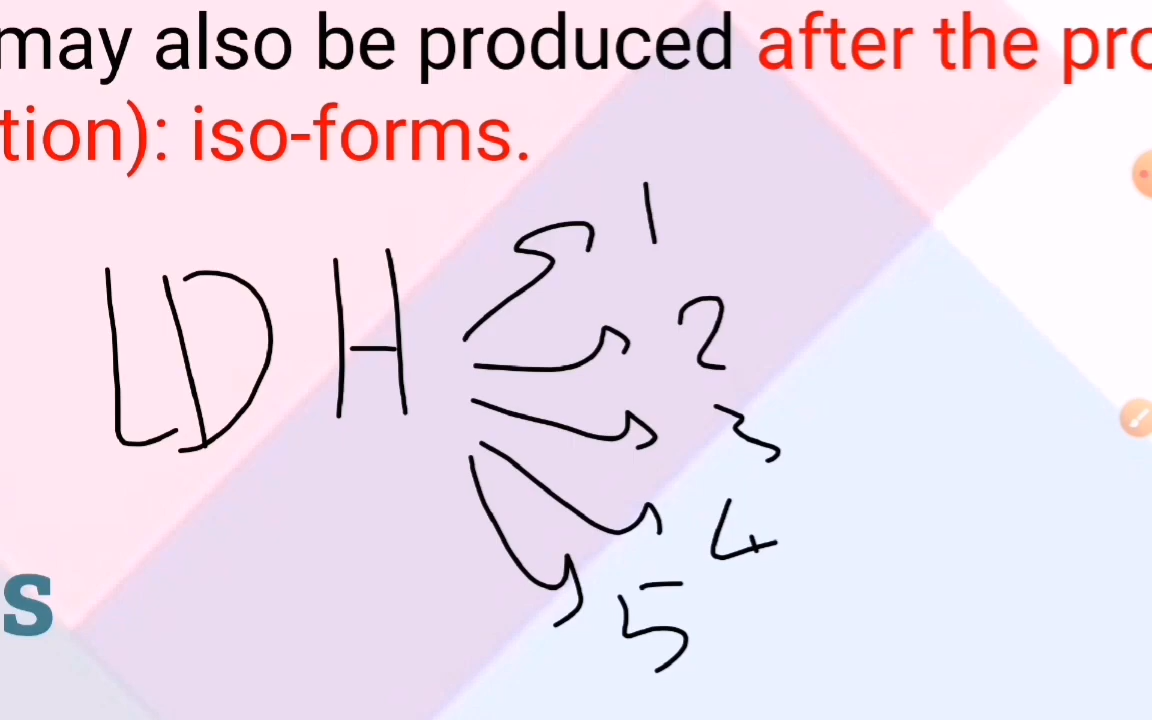 may also be produced after the pro
tion): iso-forms.
LDH
1
2
3
4
5
s